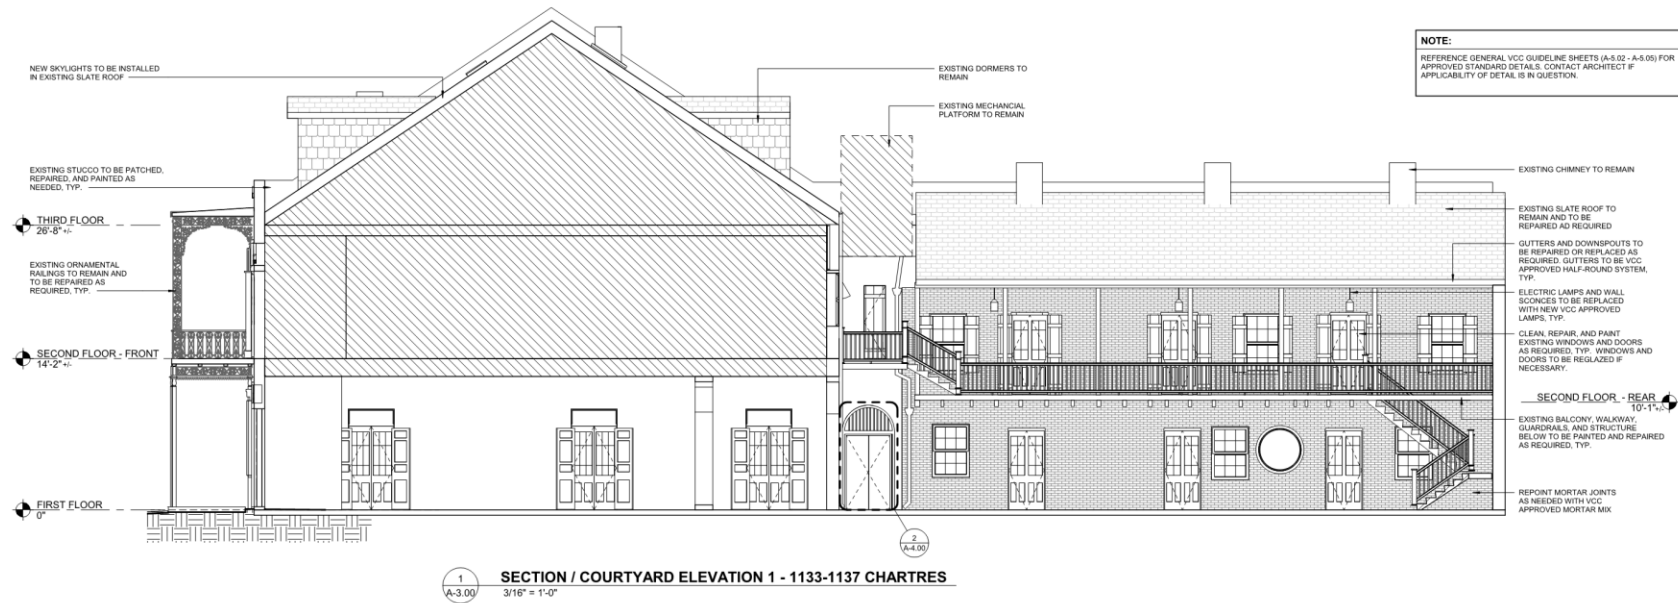 NOTE:
REFERENCE GENERAL VCC GUIDELINE SHEETS (A-5.02 - A-5.05) FOR
APPROVED STANDARD DETAILS. CONTACT ARCHITECT IF
APPLICABILITY OF DETAIL IS IN QUESTION.
NEW SKYLIGHTS TO BE INSTALLED
IN EXISTING SLATE ROOF
EXISTING STUCCO TO BE PATCHED,
REPAIRED, AND PAINTED AS
NEEDED, TYP.
THIRD FLOOR
26'-8" +/-
EXISTING ORNAMENTAL
RAILINGS TO REMAIN AND
TO BE REPAIRED AS
REQUIRED, TYP.
SECOND FLOOR - FRONT
14'-2" +/-
FIRST FLOOR
0"
EXISTING DORMERS TO
REMAIN
EXISTING MECHANCIAL
PLATFORM TO REMAIN
EXISTING CHIMNEY TO REMAIN
EXISTING SLATE ROOF TO
REMAIN AND TO BE
REPAIRED AD REQUIRED
GUTTERS AND DOWNSPOUTS TO
BE REPAIRED OR REPLACED AS
REQUIRED. GUTTERS TO BE VCC
APPROVED HALF-ROUND SYSTEM,
TYP.
ELECTRIC LAMPS AND WALL
SCONCES TO BE REPLACED
WITH NEW VCC APPROVED
LAMPS, TYP.
CLEAN, REPAIR, AND PAINT
EXISTING WINDOWS AND DOORS
AS REQUIRED, TYP. WINDOWS AND
DOORS TO BE REGLAZED IF
NECESSARY.
SECOND FLOOR - REAR
10'-1" +/-
EXISTING BALCONY, WALKWAY,
GUARDRAILS, AND STRUCTURE
BELOW TO BE PAINTED AND REPAIRED
AS REQUIRED, TYP.
REPOINT MORTAR JOINTS
AS NEEDED WITH VCC
APPROVED MORTAR MIX
2
A-4.00
1
A-3.00
SECTION / COURTYARD ELEVATION 1 - 1133-1137 CHARTRES
3/16" = 1'-0"